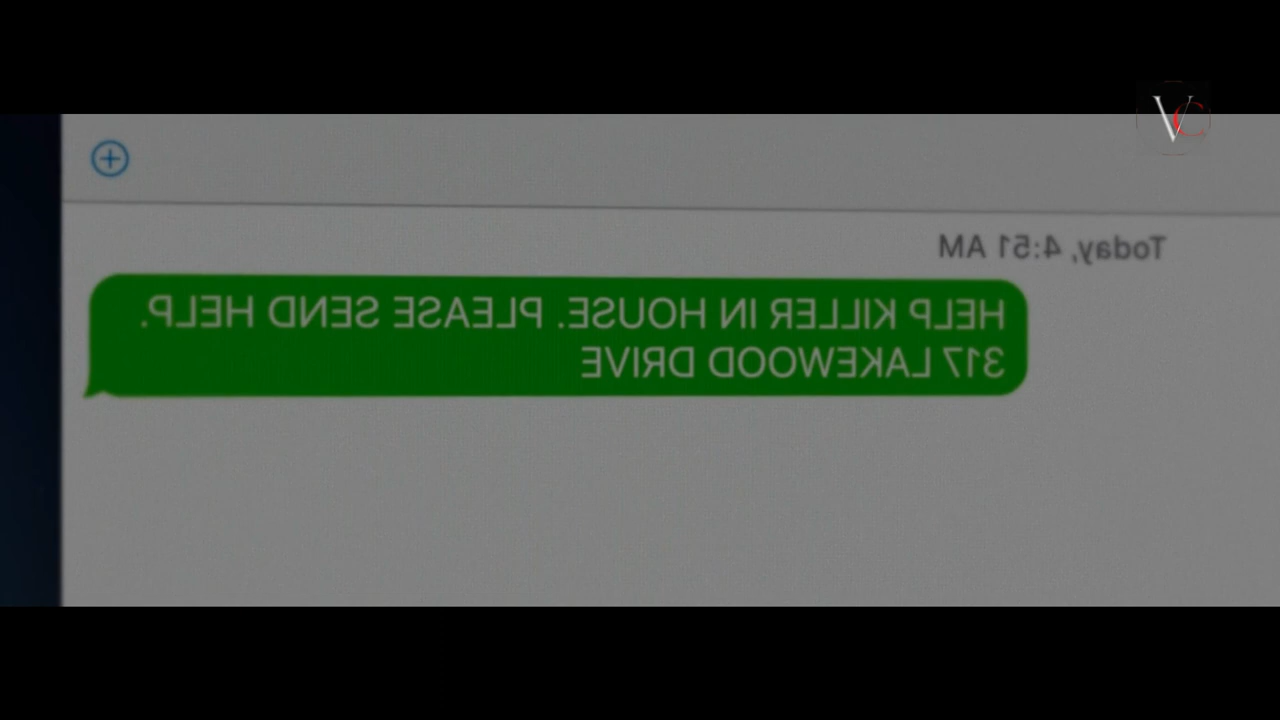 VC
Today, 4:51 AM
HELP KILLER IN HOUSE. PLEASE SEND HELP.
317 LAKEWOOD DRIVE